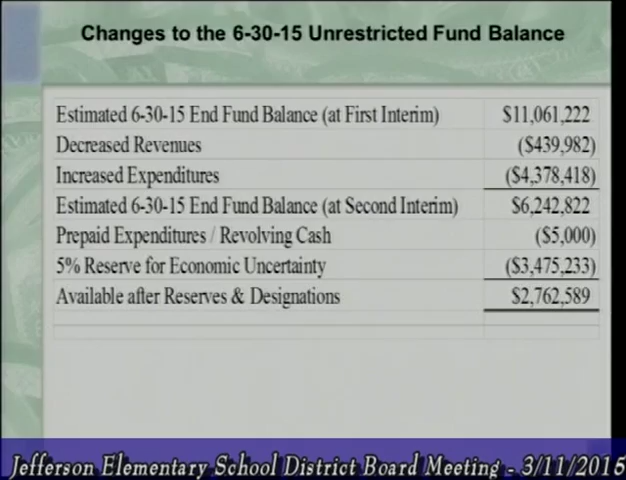 Changes to the 6-30-15 Unrestricted Fund Balance
Estimated 6-30-15 End Fund Balance (at First Interim) $11,061,222
Decreased Revenues ($439,982)
Increased Expenditures ($4,378,418)
Estimated 6-30-15 End Fund Balance (at Second Interim) $6,242,822
Prepaid Expenditures / Revolving Cash ($5,000)
5% Reserve for Economic Uncertainty ($3,475,233)
Available after Reserves & Designations $2,762,589
Jefferson Elementary School District Board Meeting - 3/11/2015